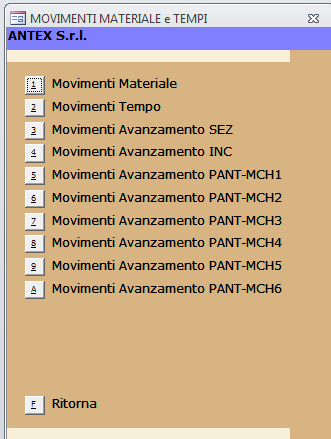 MOVIMENTI MATERIALE e TEMPI
ANTEX S.r.l.
1 Movimenti Materiale
2 Movimenti Tempo
3 Movimenti Avanzamento SEZ
4 Movimenti Avanzamento INC
5 Movimenti Avanzamento PANT-MCH1
6 Movimenti Avanzamento PANT-MCH2
7 Movimenti Avanzamento PANT-MCH3
8 Movimenti Avanzamento PANT-MCH4
9 Movimenti Avanzamento PANT-MCH5
A Movimenti Avanzamento PANT-MCH6
F Ritorna